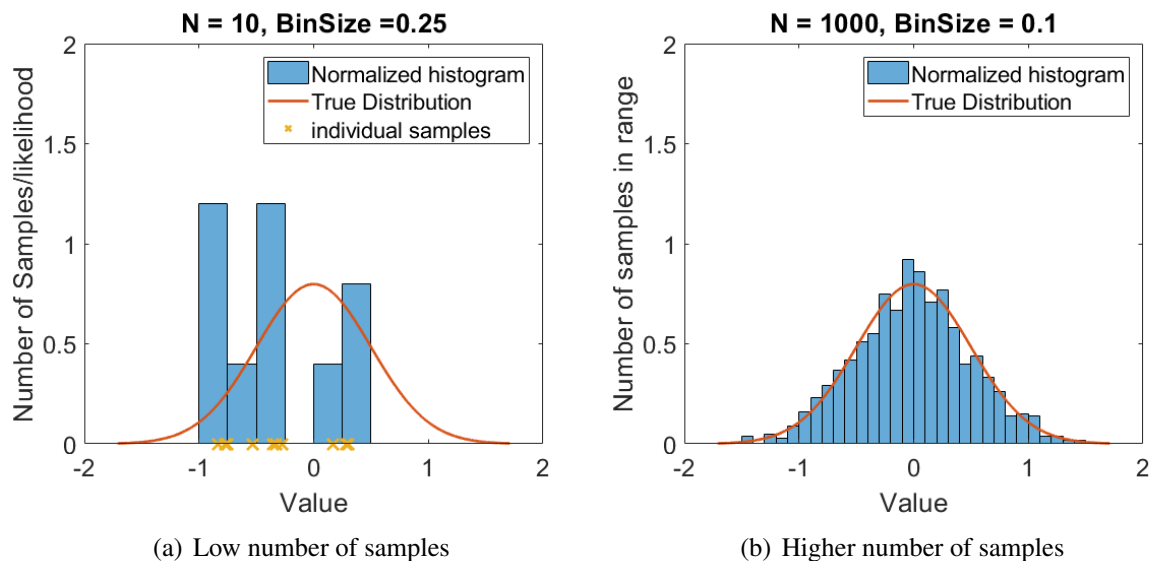 N = 10, BinSize =0.25
Number of Samples/likelihood
2
1.5
1
0.5
0
Normalized histogram
True Distribution
individual samples
-2
-1
0
1
2
Value
(a) Low number of samples
N = 1000, BinSize = 0.1
Number of samples in range
2
1.5
1
0.5
0
Normalized histogram
True Distribution
-2
-1
0
1
2
Value
(b) Higher number of samples